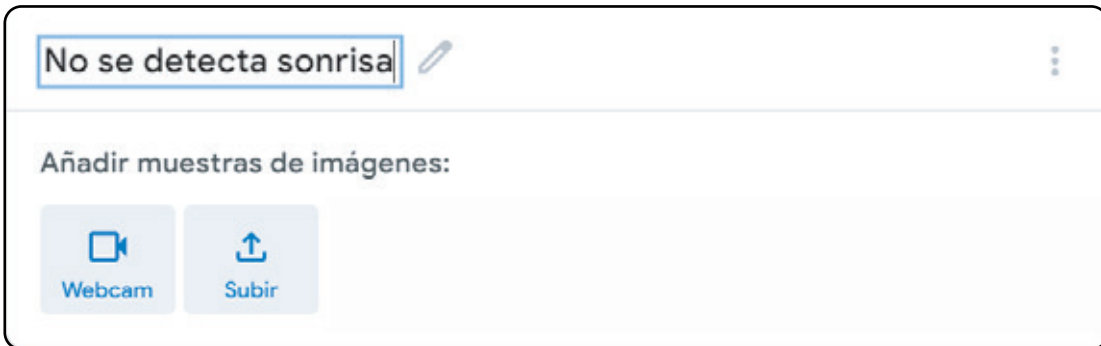 No se detecta sonrisa
Añadir muestras de imágenes:
Webcam Subir